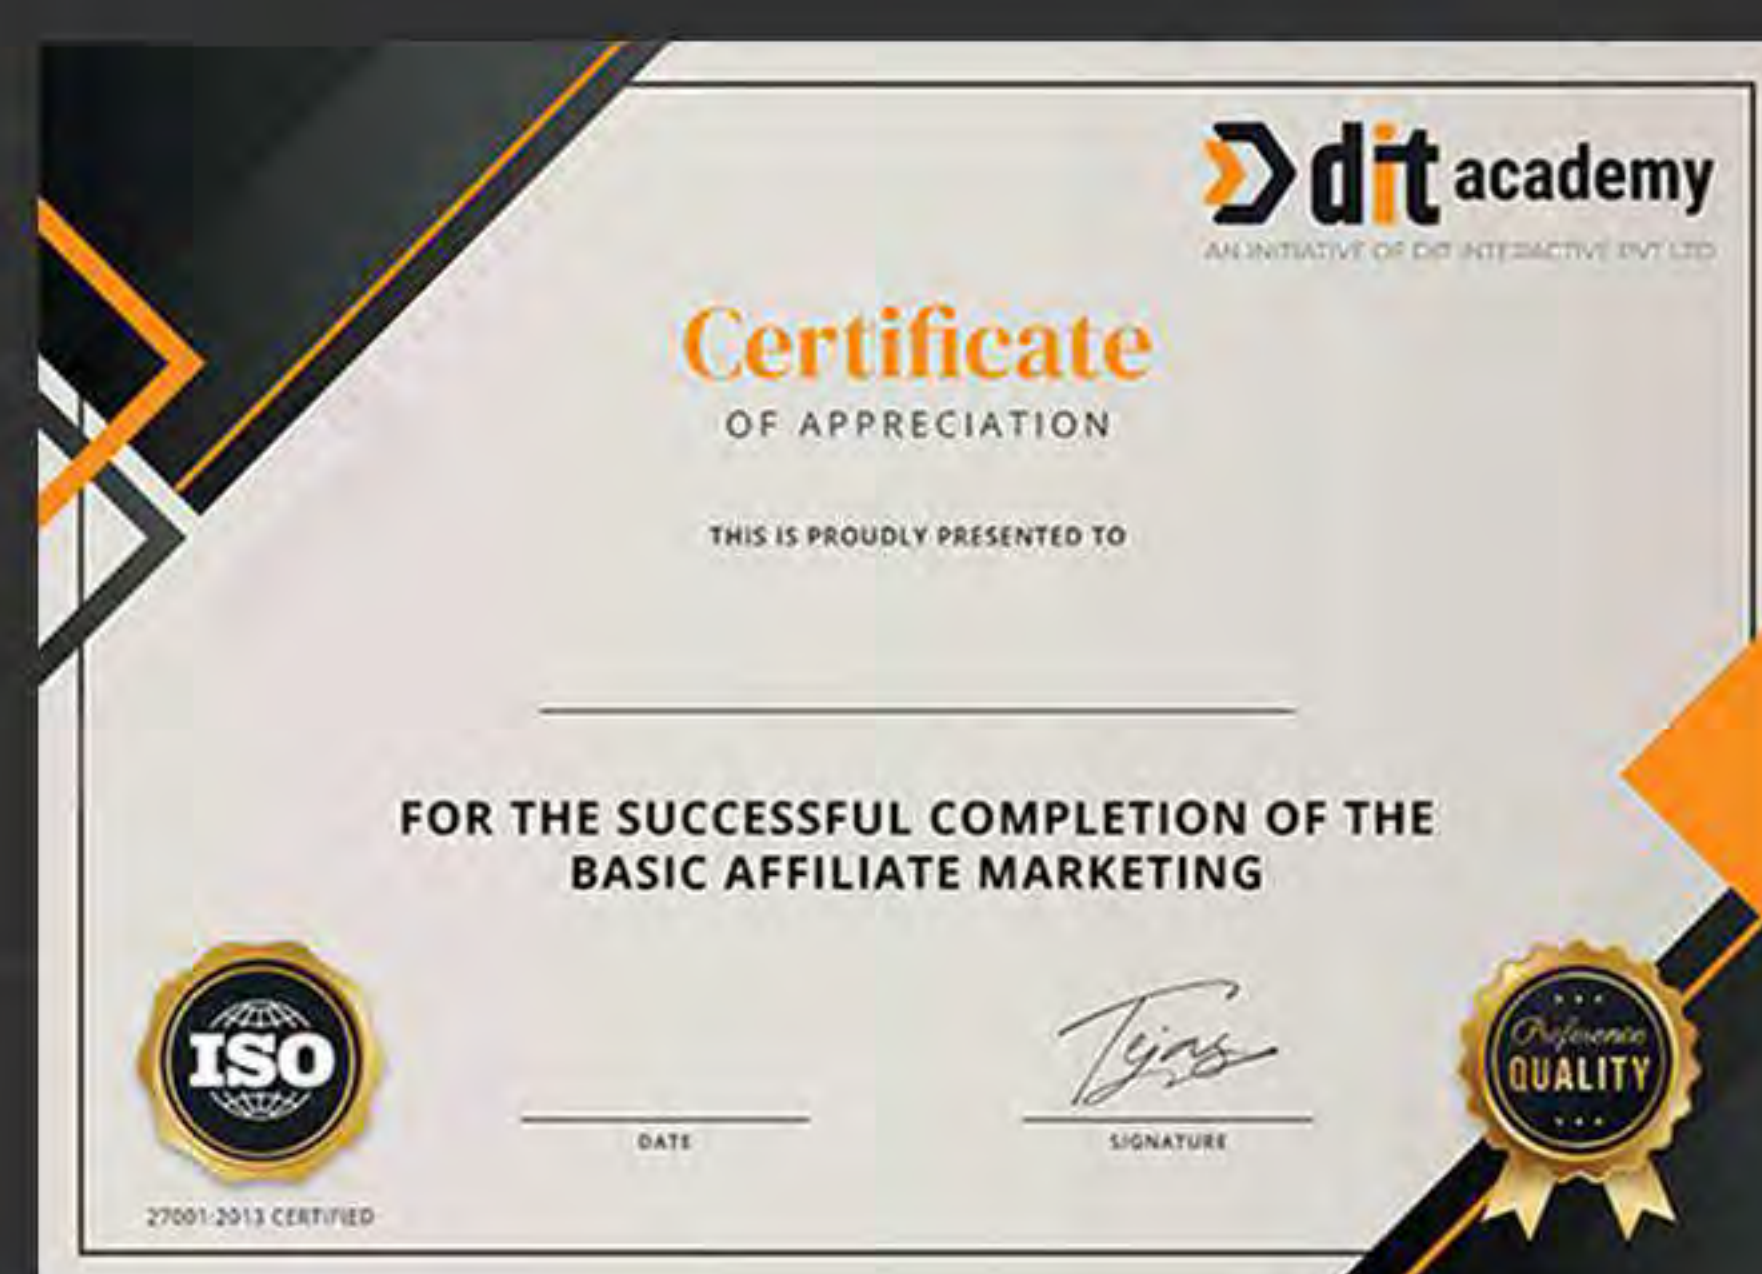 dit academy
AN INITIATIVE OF DIT INTERACTIVE PVT LTD
Certificate
OF APPRECIATION
THIS IS PROUDLY PRESENTED TO
FOR THE SUCCESSFUL COMPLETION OF THE
BASIC AFFILIATE MARKETING
ISO
27001:2013 CERTIFIED
DATE
Tejas
SIGNATURE
QUALITY